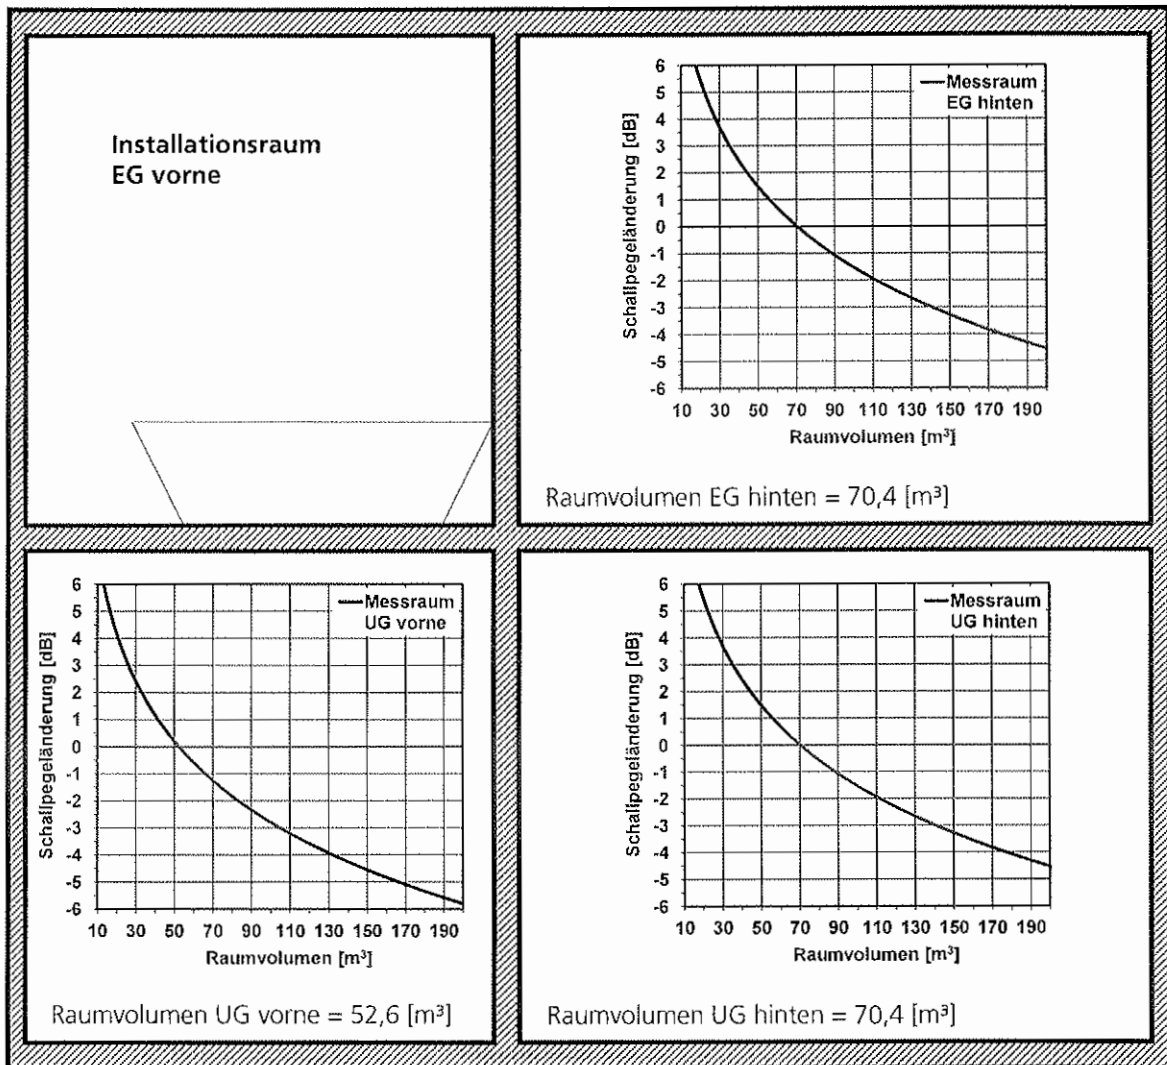 Installationsraum
EG vorne
6
5
4
3
2
1
0
-1
-2
-3
-4
-5
-6
Schallpegeländerung [dB]
Messraum
EG hinten
10 30 50 70 90 110 130 150 170 190
Raumvolumen [m³]
Raumvolumen EG hinten = 70,4 [m³]
6
5
4
3
2
1
0
-1
-2
-3
-4
-5
-6
Schallpegeländerung [dB]
Messraum
UG vorne
10 30 50 70 90 110 130 150 170 190
Raumvolumen [m³]
Raumvolumen UG vorne = 52,6 [m³]
6
5
4
3
2
1
0
-1
-2
-3
-4
-5
-6
Schallpegeländerung [dB]
Messraum
UG hinten
10 30 50 70 90 110 130 150 170 190
Raumvolumen [m³]
Raumvolumen UG hinten = 70,4 [m³]